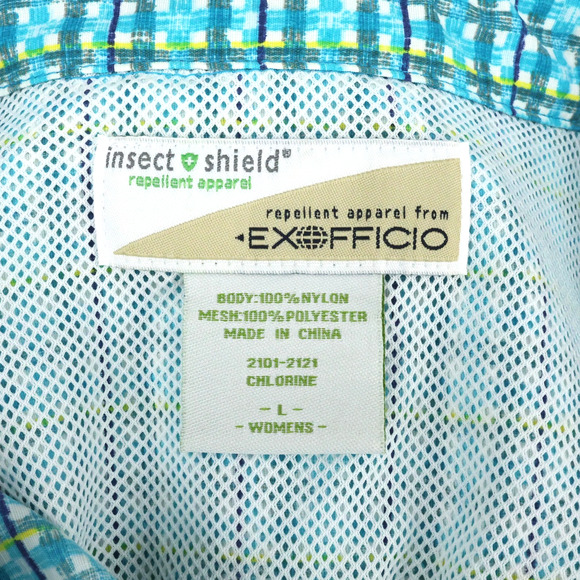 insect shield®
repellent apparel
repellent apparel from
EXOFFICIO
BODY:100%NYLON
MESH:100%POLYESTER
MADE IN CHINA
2101-2121
CHLORINE
- L -
- WOMENS -